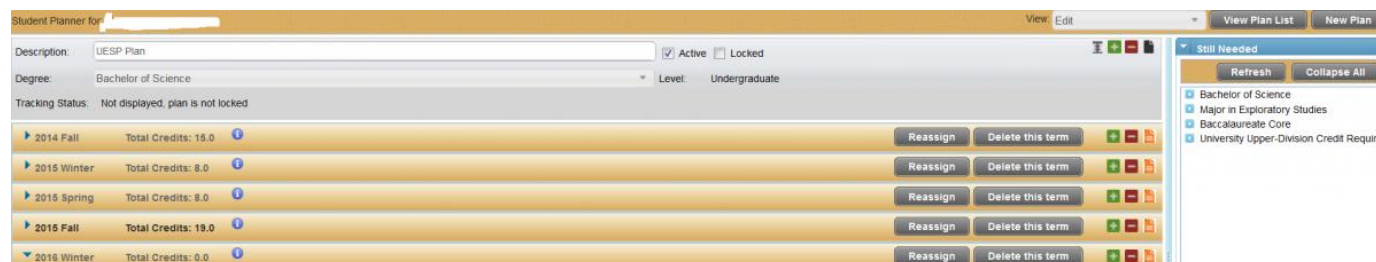 Student Planner for View: Edit View Plan List New Plan
Description: UESP Plan Active Locked
Degree: Bachelor of Science Level: Undergraduate
Tracking Status: Not displayed, plan is not locked
2014 Fall Total Credits: 15.0 Reassign Delete this term
2015 Winter Total Credits: 8.0 Reassign Delete this term
2015 Spring Total Credits: 8.0 Reassign Delete this term
2015 Fall Total Credits: 19.0 Reassign Delete this term
2016 Winter Total Credits: 0.0 Reassign Delete this term
Still Needed
Refresh Collapse All
Bachelor of Science
Major in Exploratory Studies
Baccalaureate Core
University Upper-Division Credit Requir